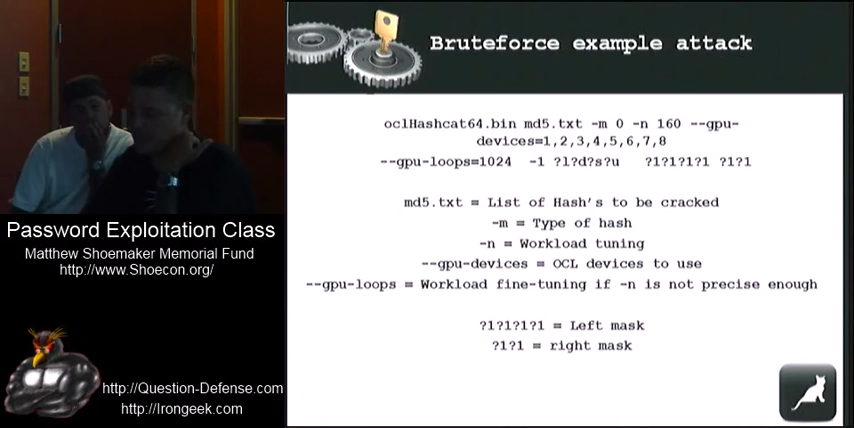 Bruteforce example attack
oclHashcat64.bin md5.txt -m 0 -n 160 --gpu-
devices=1,2,3,4,5,6,7,8
--gpu-loops=1024 -1 ?l?d?s?u ?1?1?1?1 ?1?1
md5.txt = List of Hash's to be cracked
-m = Type of hash
-n = Workload tuning
--gpu-devices = OCL devices to use
--gpu-loops = Workload fine-tuning if -n is not precise enough
?1?1?1?1 = Left mask
?1?1 = right mask
Password Exploitation Class
Matthew Shoemaker Memorial Fund
http://www.Shoecon.org/
http://Question-Defense.com
http://Irongeek.com